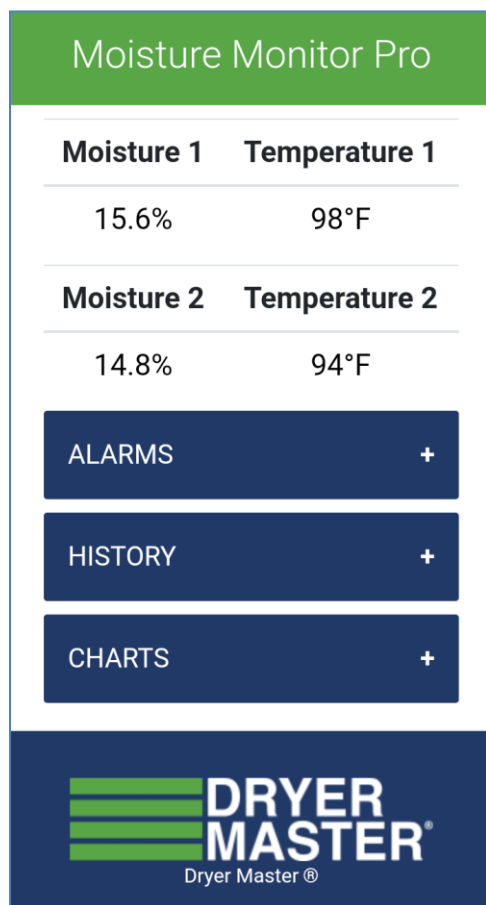 Moisture Monitor Pro
Moisture 1 Temperature 1
15.6% 98°F
Moisture 2 Temperature 2
14.8% 94°F
ALARMS +
HISTORY +
CHARTS +
DRYER
MASTER®
Dryer Master ®